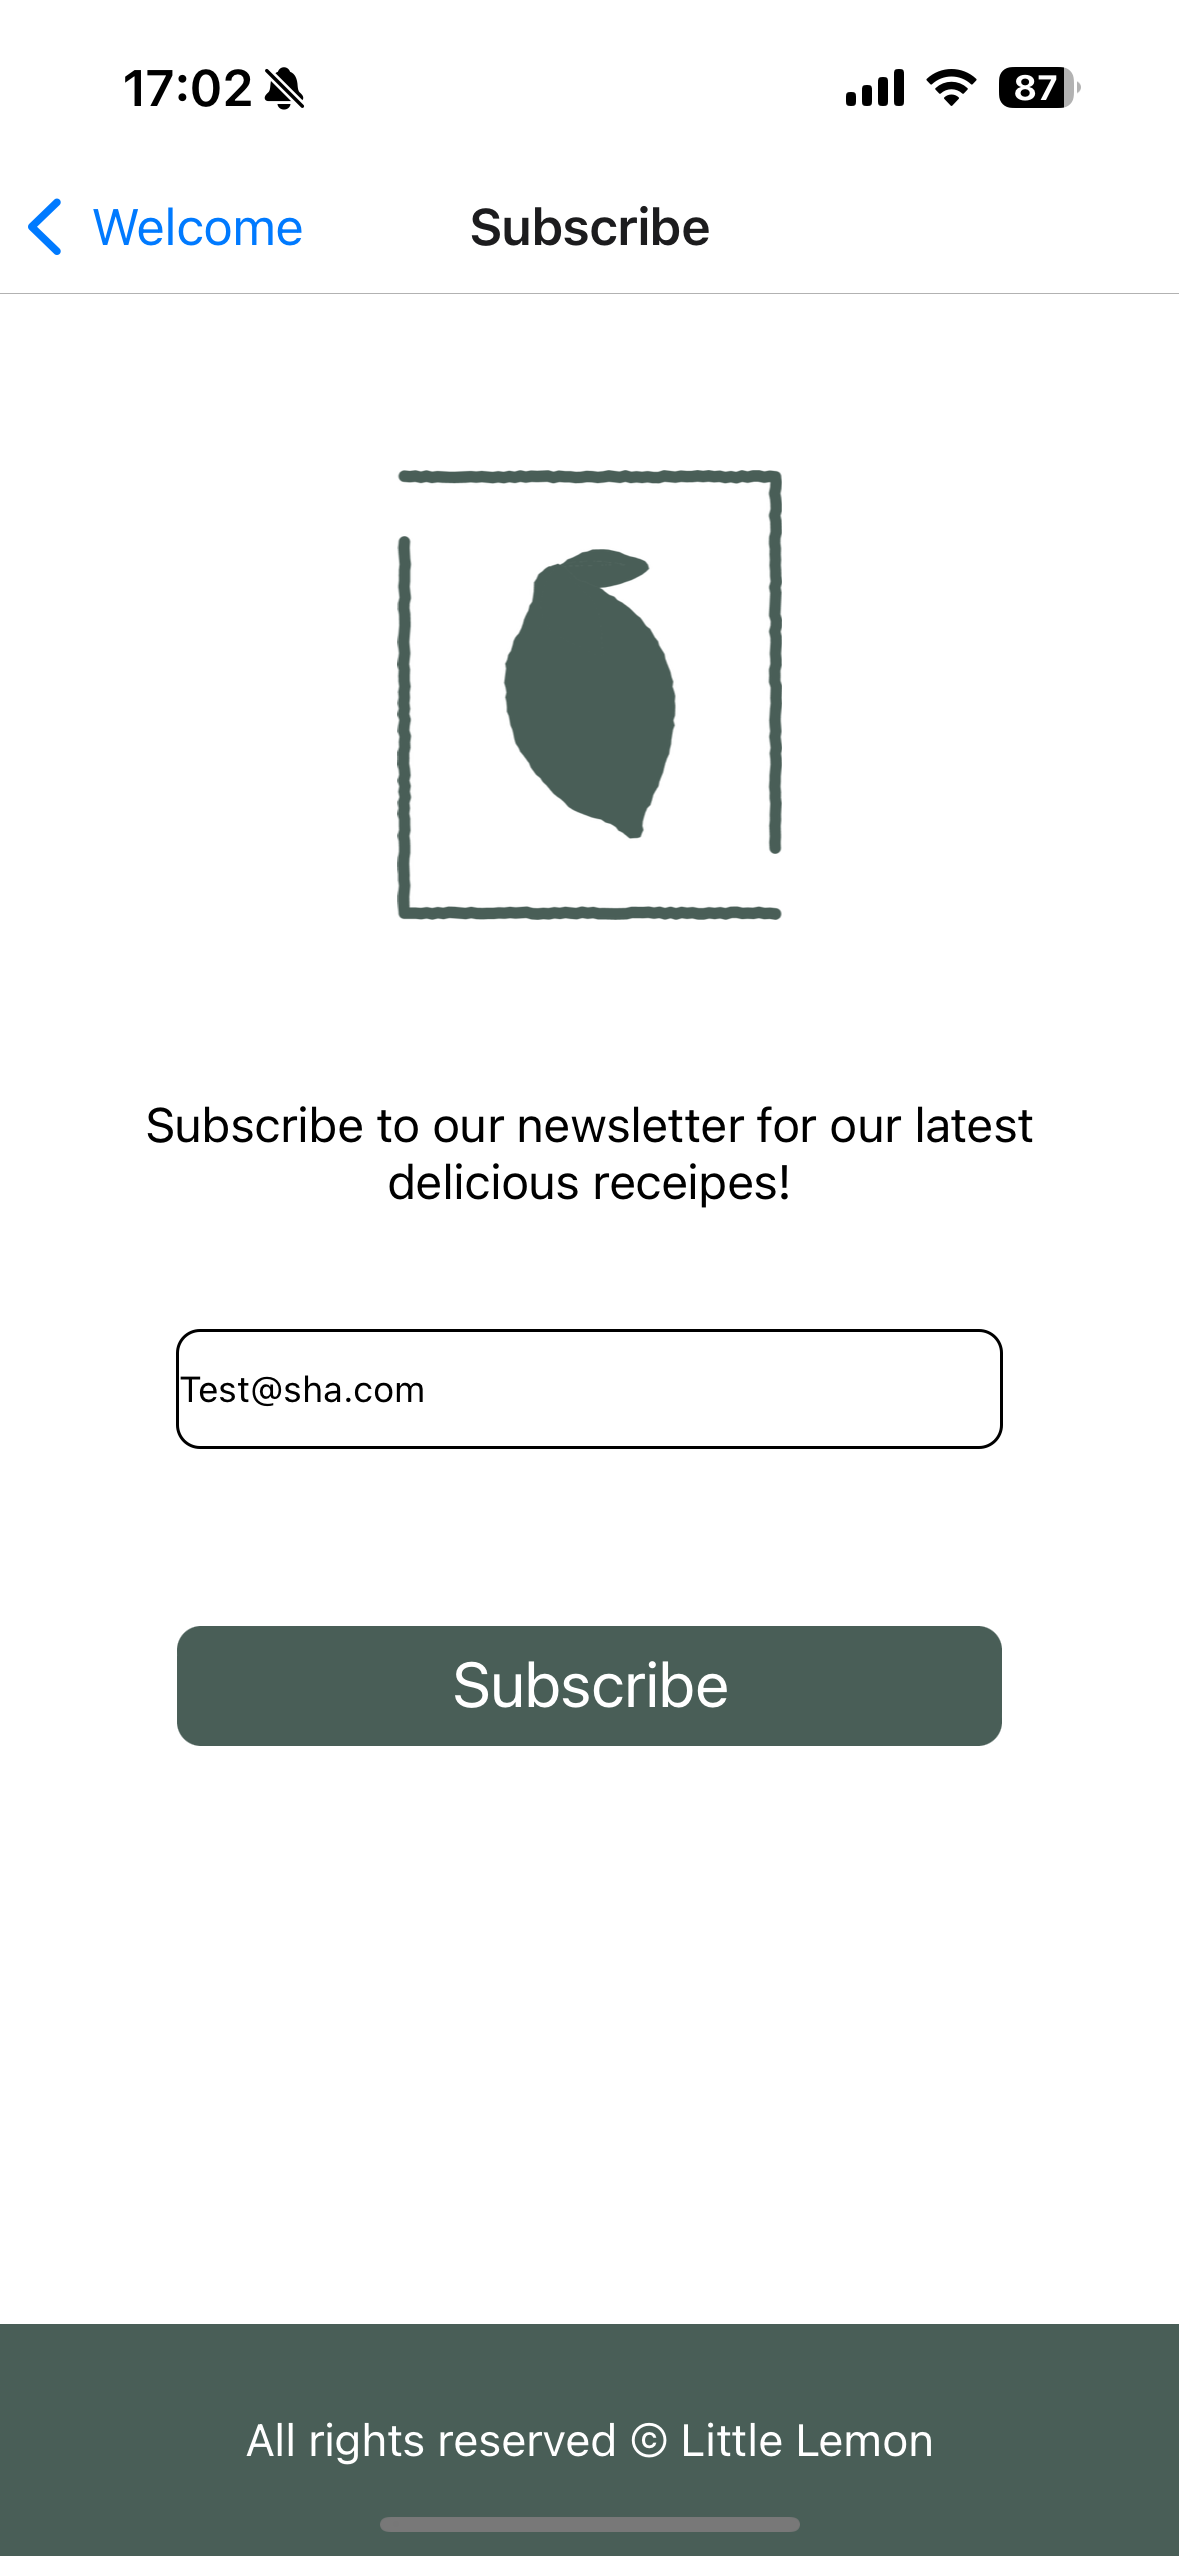 17:02
87
Welcome
Subscribe
Subscribe to our newsletter for our latest
delicious receipes!
Test@sha.com
Subscribe
All rights reserved © Little Lemon